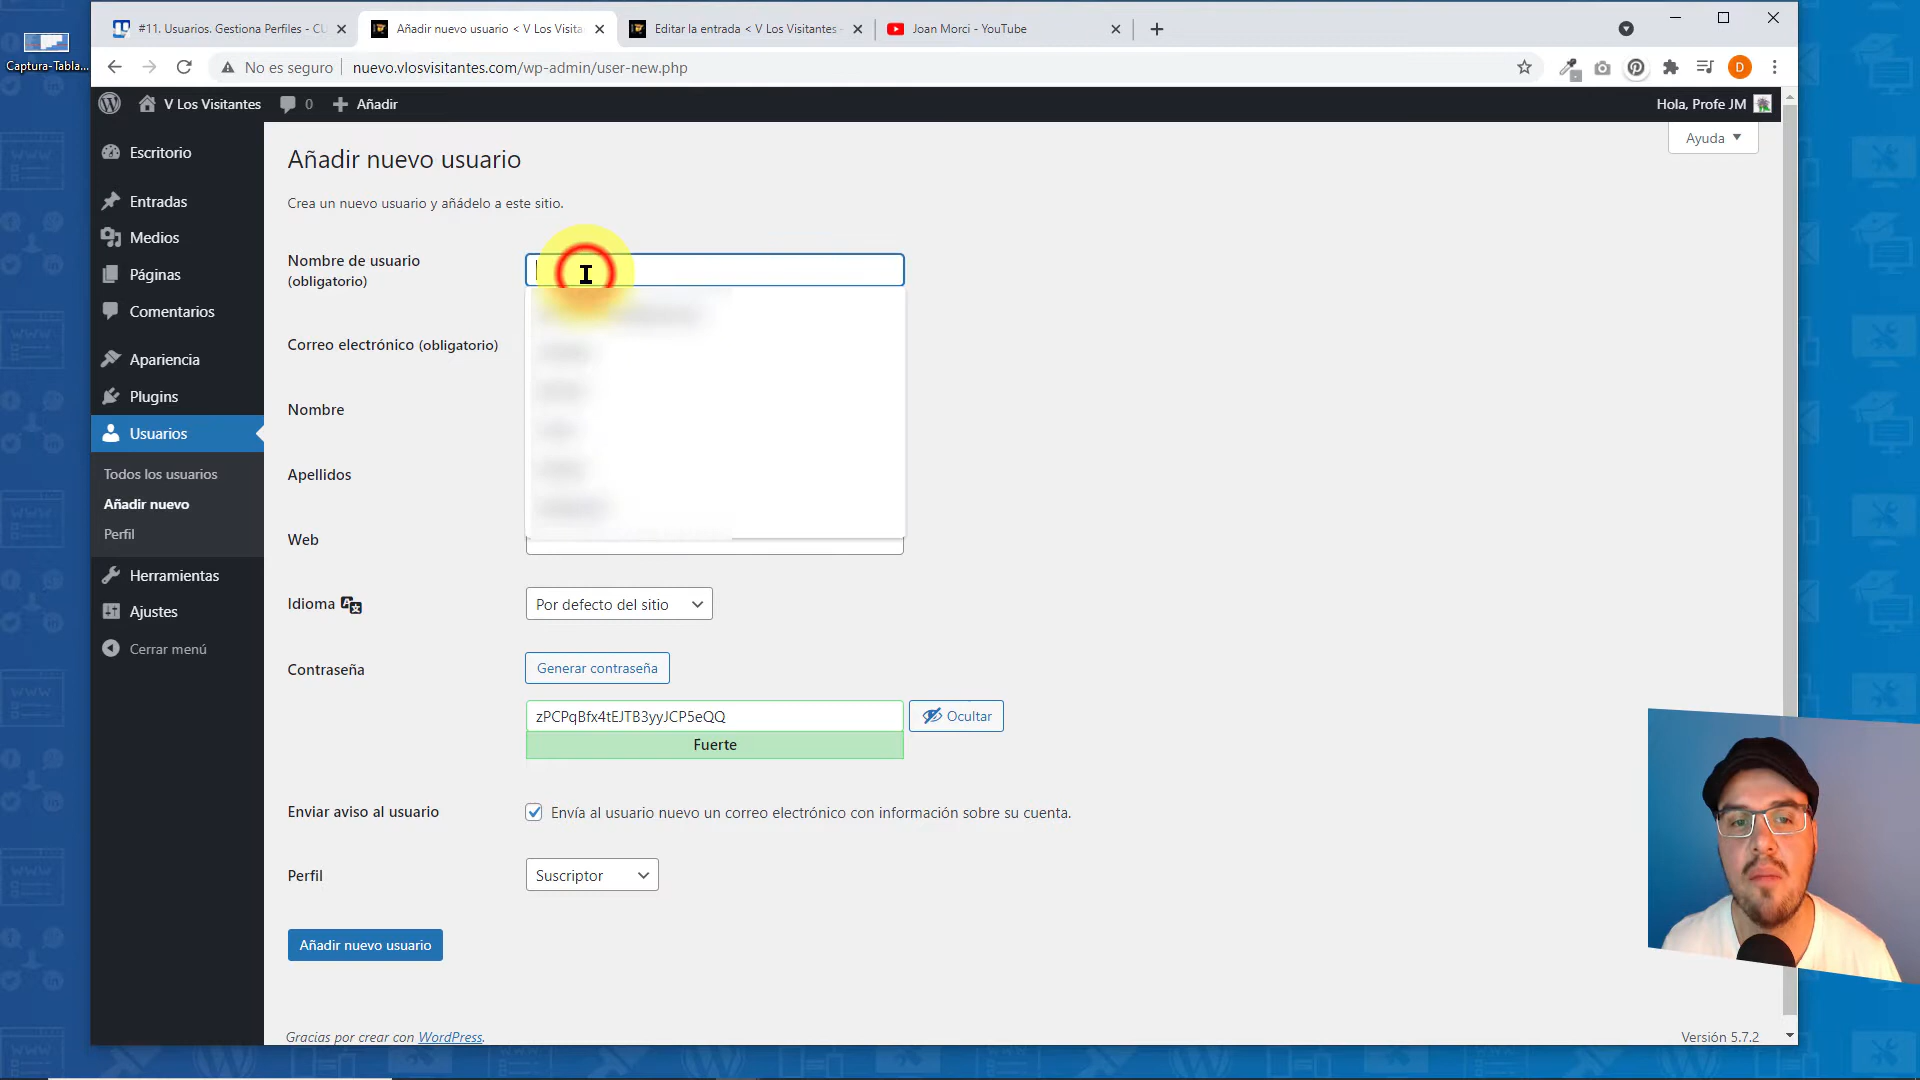 #11. Usuarios. Gestiona Perfiles - CU
Añadir nuevo usuario < V Los Visita
Editar la entrada < V Los Visitantes -
Joan Morci - YouTube
Captura-Tabla...
No es seguro
nuevo.vlosvisitantes.com/wp-admin/user-new.php
D
V Los Visitantes
0
Añadir
Hola, Profe JM
Ayuda
Escritorio
Entradas
Medios
Páginas
Comentarios
Apariencia
Plugins
Usuarios
Todos los usuarios
Añadir nuevo
Perfil
Herramientas
Ajustes
Cerrar menú
Añadir nuevo usuario
Crea un nuevo usuario y añádelo a este sitio.
Nombre de usuario
(obligatorio)
Correo electrónico (obligatorio)
Nombre
Apellidos
Web
Idioma
Por defecto del sitio
Contraseña
Generar contraseña
zPCPqBfx4tEJTB3yyJCP5eQQ
Ocultar
Fuerte
Enviar aviso al usuario
Envía al usuario nuevo un correo electrónico con información sobre su cuenta.
Perfil
Suscriptor
Añadir nuevo usuario
Gracias por crear con WordPress.
Versión 5.7.2